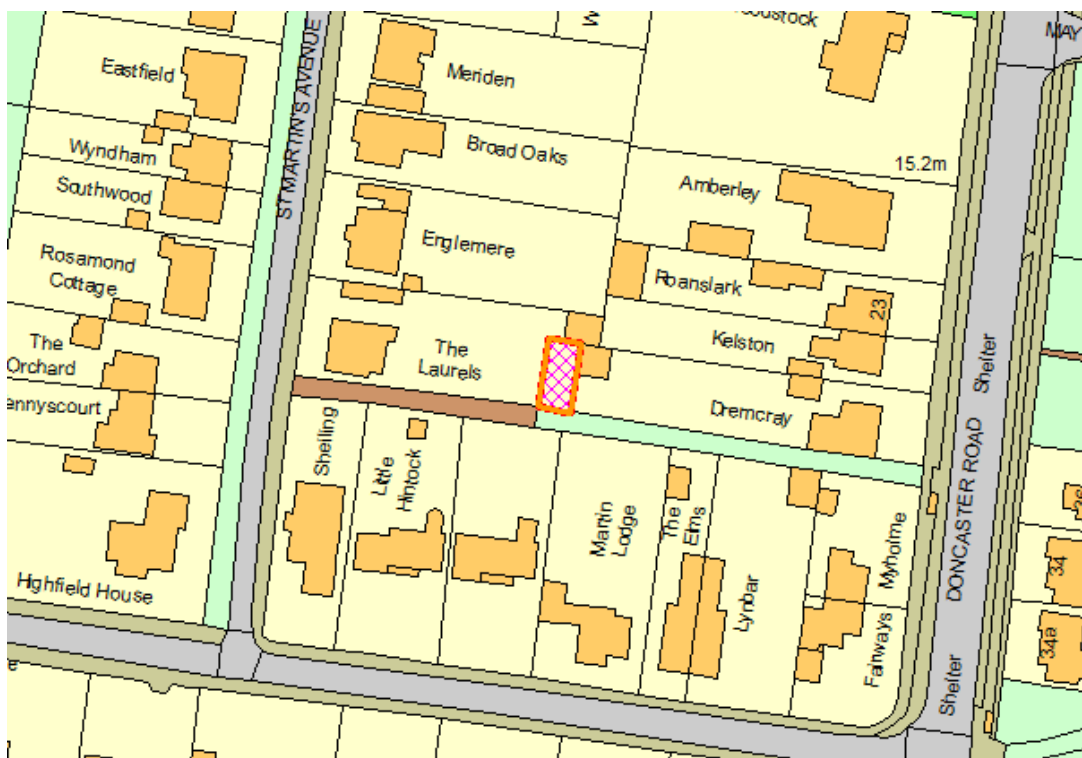 MAY
Eastfield
ST MARTIN'S AVENUE
Meriden
Wyndham
Broad Oaks
15.2m
Southwood
Amberley
Englemere
Rosamond
Cottage
Roanslark
23
The
Orchard
The
Laurels
Kelston
Shelter
Dremcray
Shelling
Little
Hintock
Martin
Lodge
The
Elms
Lynbar
Myholme
DONCASTER ROAD
34
Highfield House
Fairways
Shelter
34a